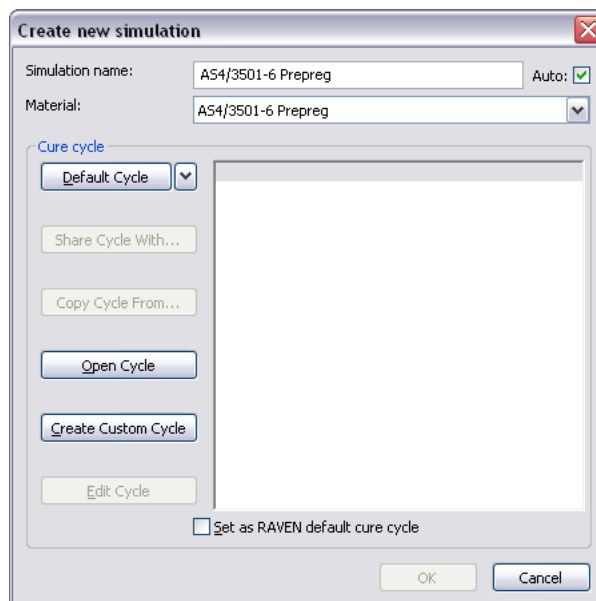 Create new simulation
Simulation name: AS4/3501-6 Prepreg Auto:
Material: AS4/3501-6 Prepreg
Cure cycle
Default Cycle
Share Cycle With...
Copy Cycle From...
Open Cycle
Create Custom Cycle
Edit Cycle
Set as RAVEN default cure cycle
OK Cancel